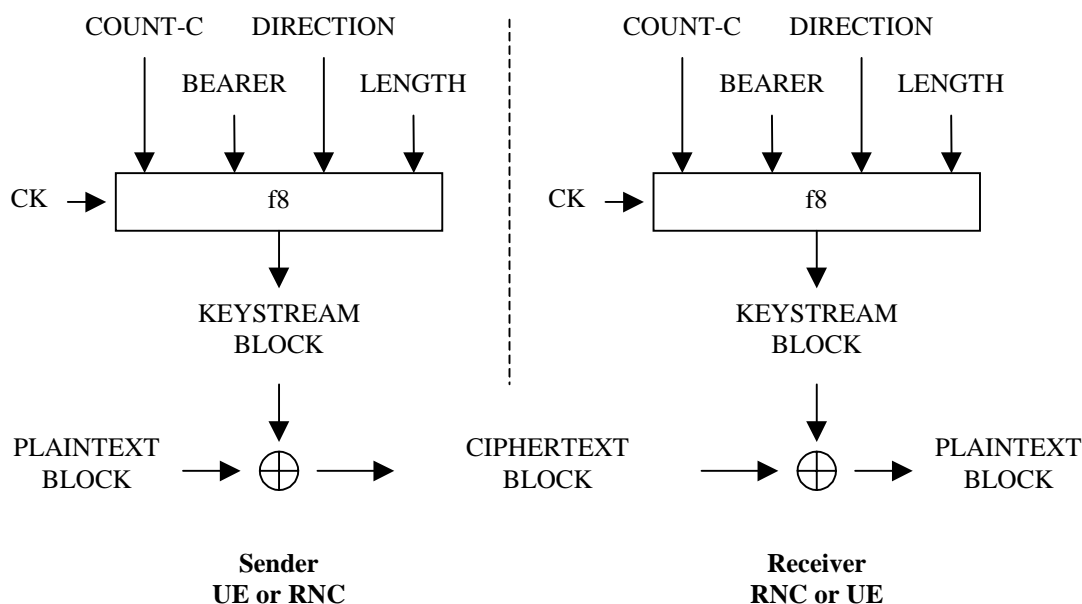 COUNT-C DIRECTION COUNT-C DIRECTION
BEARER LENGTH BEARER LENGTH
CK f8 CK f8
KEYSTREAM BLOCK KEYSTREAM BLOCK
PLAINTEXT BLOCK CIPHERTEXT BLOCK PLAINTEXT BLOCK
Sender Receiver
UE or RNC RNC or UE